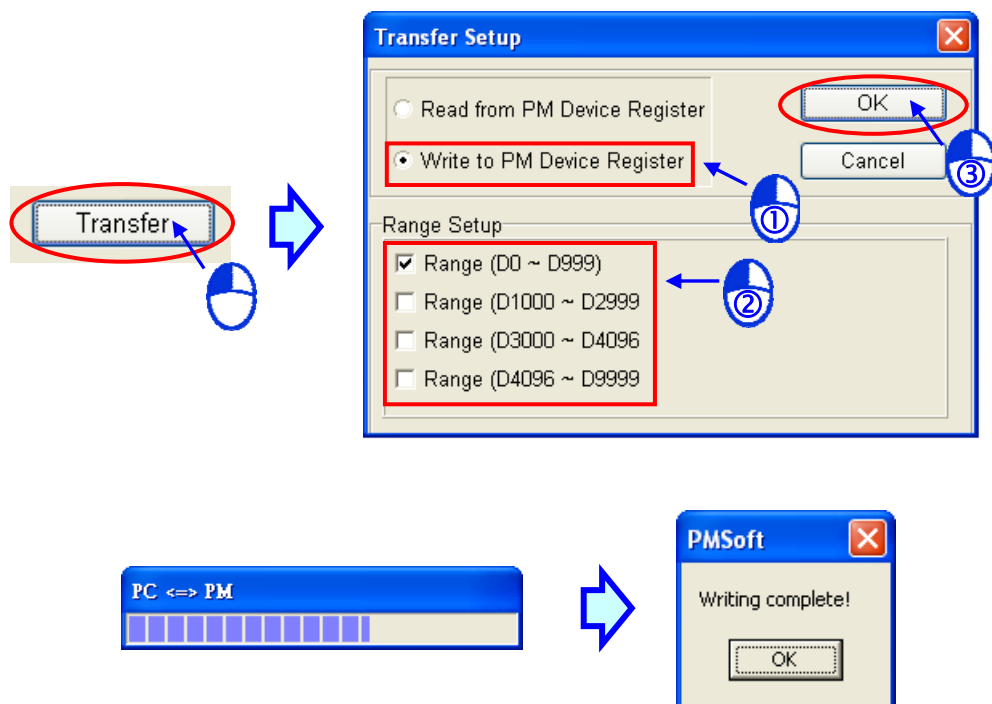 Transfer
Transfer Setup
Read from PM Device Register
Write to PM Device Register
OK
Cancel
①
③
Range Setup
Range (D0 ~ D999)
Range (D1000 ~ D2999
Range (D3000 ~ D4096
Range (D4096 ~ D9999
②
PC <=> PM
PMSoft
Writing complete!
OK